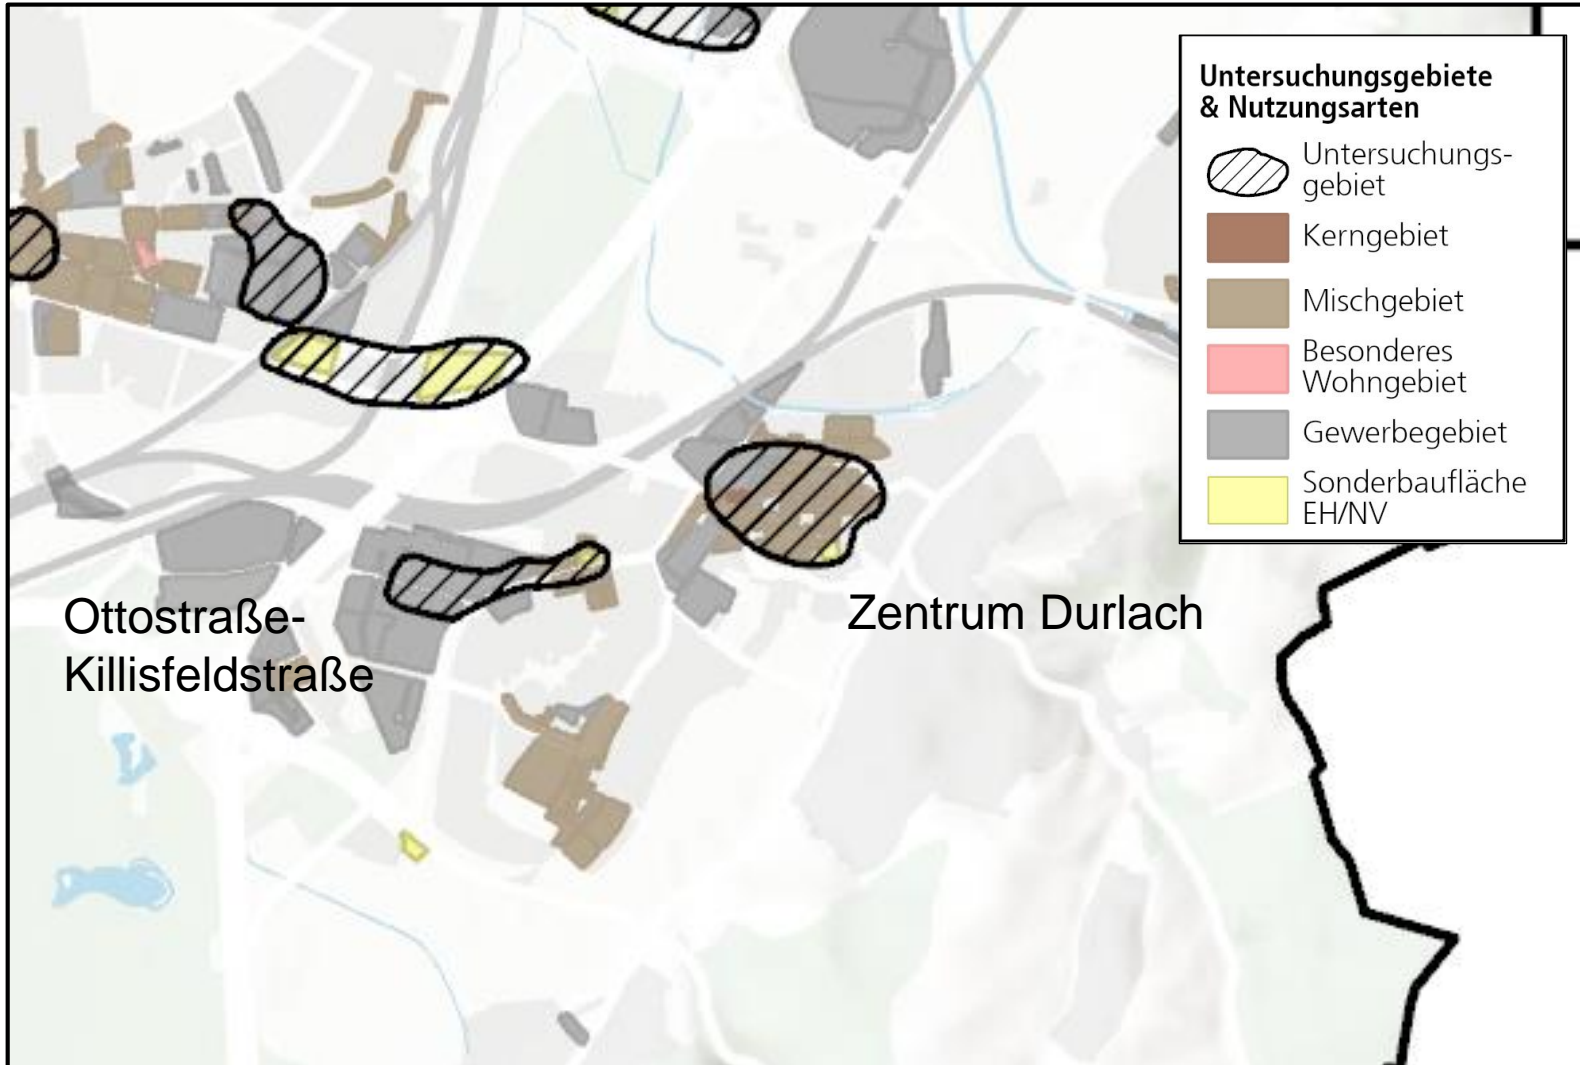 Untersuchungsgebiete
& Nutzungsarten
Untersuchungs-
gebiet
Kerngebiet
Mischgebiet
Besonderes
Wohngebiet
Gewerbegebiet
Sonderbaufläche
EH/NV
Ottostraße-
Killisfeldstraße
Zentrum Durlach